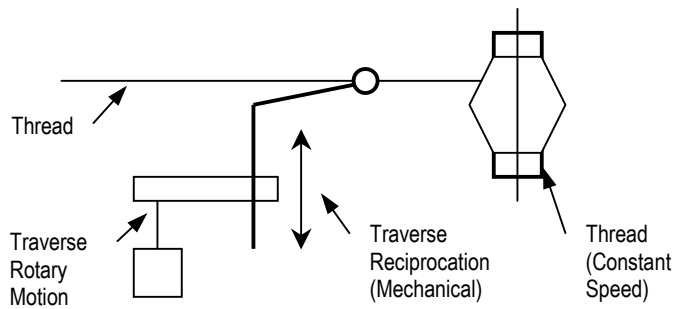 Thread
Traverse
Rotary
Motion
Traverse
Reciprocation
(Mechanical)
Thread
(Constant
Speed)